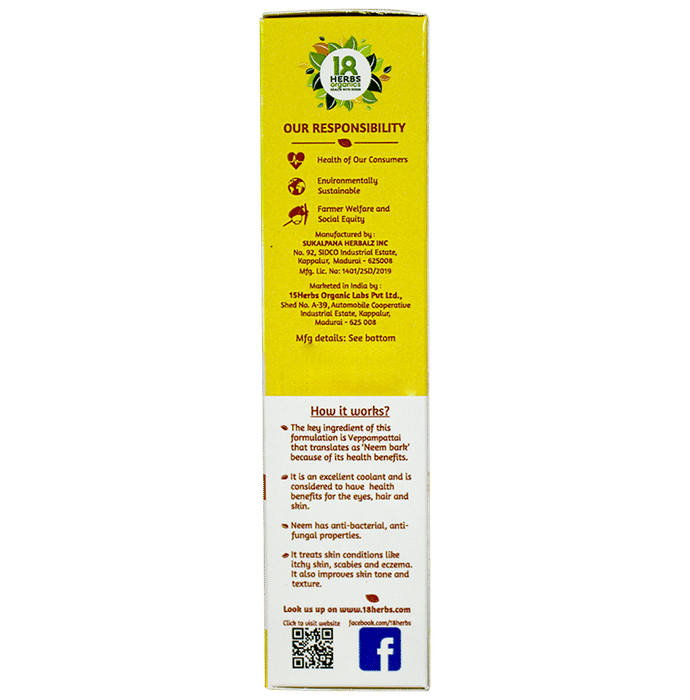 18
HERBS
organics
HEALTH WITH HERBS
OUR RESPONSIBILITY
Health of Our Consumers
Environmentally
Sustainable
Farmer Welfare and
Social Equity
Manufactured by :
SUKALPANA HERBALZ INC
No. 92, SIDCO Industrial Estate,
Kappalur, Madurai - 625008
Mfg. Lic. No: 1401/25D/2019
Marketed in India by :
15Herbs Organic Labs Pvt Ltd.,
Shed No. A-39, Automobile Cooperative
Industrial Estate, Kappalur,
Madurai - 625 008
Mfg details: See bottom
How it works?
The key ingredient of this
formulation is Veppampattai
that translates as 'Neem bark'
because of its health benefits.
It is an excellent coolant and is
considered to have health
benefits for the eyes, hair and
skin.
Neem has anti-bacterial, anti-
fungal properties.
It treats skin conditions like
itchy skin, scabies and eczema.
It also improves skin tone and
texture.
Look us up on www.18herbs.com
Click to visit website facebook.com/18herbs
f